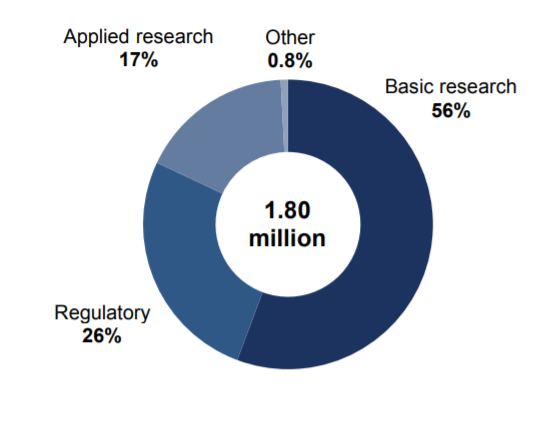 Applied research
17%
Other
0.8%
Basic research
56%
1.80
million
Regulatory
26%